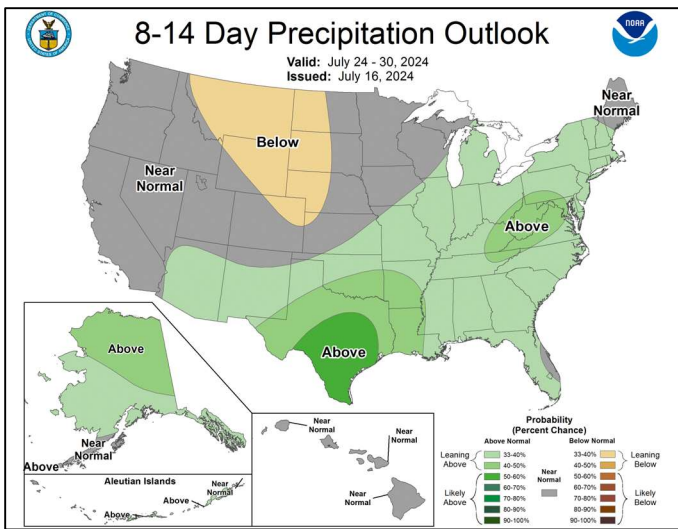 8-14 Day Precipitation Outlook
Valid: July 24 - 30, 2024
Issued: July 16, 2024
NOAA
Near
Normal
Below
Near
Normal
Above
Above
Above
Near
Normal
Above
Aleutian Islands
Near
Normal
Above
Above
Near
Normal
Near
Normal
Near
Normal
Probability
(Percent Chance)
Above Normal
Below Normal
Leaning
Above
33-40%
40-50%
Likely
Above
50-60%
60-70%
70-80%
80-90%
90-100%
Near
Normal
33-40%
40-50%
Leaning
Below
50-60%
60-70%
70-80%
80-90%
90-100%
Likely
Below